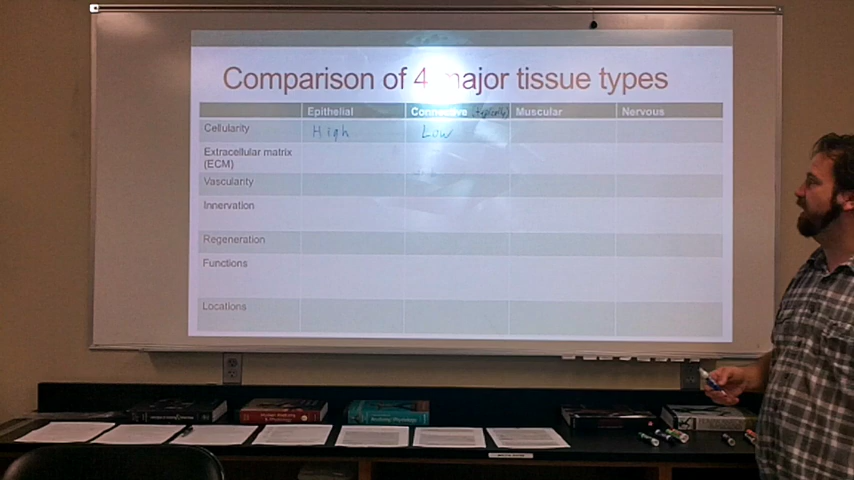 Comparison of 4 major tissue types
Epithelial Connective (typically) Muscular Nervous
Cellularity High Low
Extracellular matrix
(ECM)
Vascularity
Innervation
Regeneration
Functions
Locations